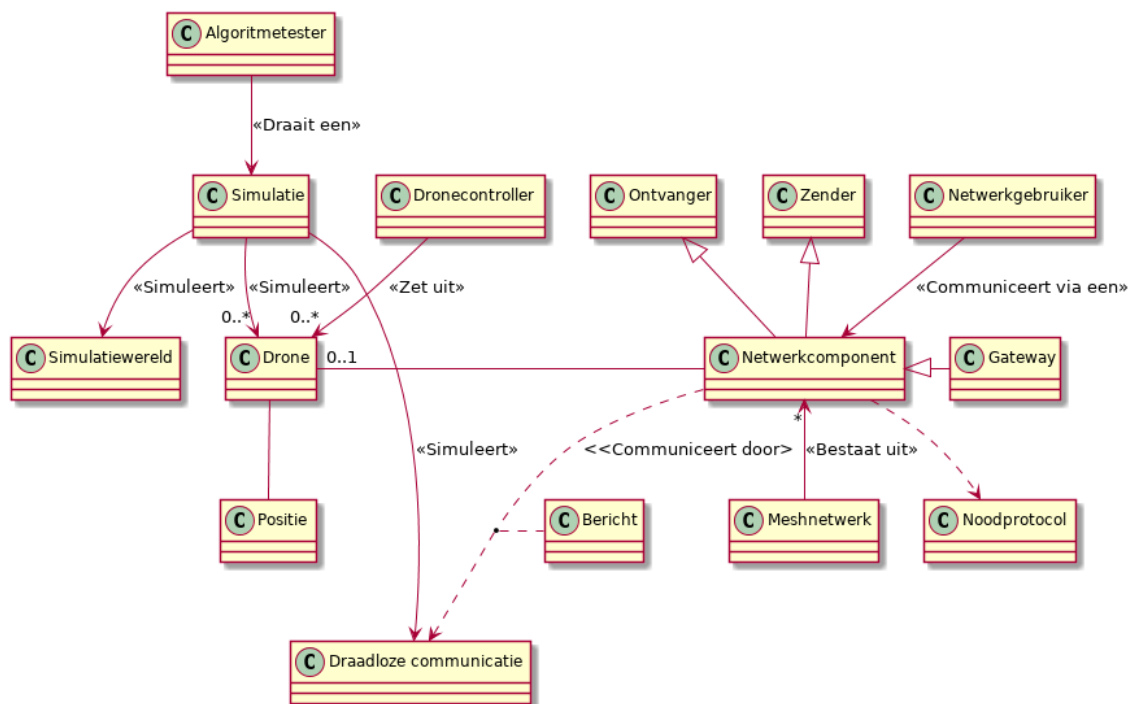 C Algoritmetester
«Draait een»
C Simulatie
C Dronecontroller
C Ontvanger
C Zender
C Netwerkgebruiker
«Simuleert»
«Simuleert»
«Zet uit»
«Communiceert via een»
0..*
0..*
C Simulatiewereld
C Drone
0..1
C Netwerkcomponent
C Gateway
*
«Simuleert»
<<Communiceert door>
«Bestaat uit»
C Positie
C Bericht
C Meshnetwerk
C Noodprotocol
C Draadloze communicatie